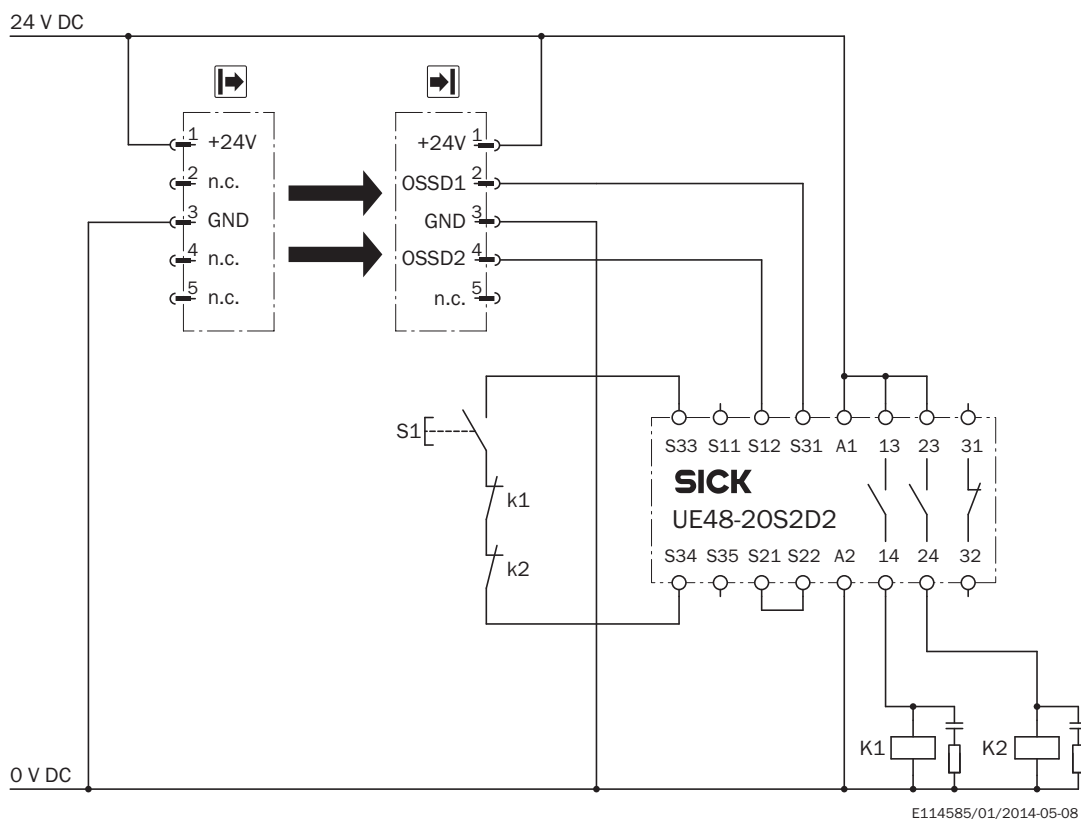 24 V DC
1 +24V
2 n.c.
3 GND
4 n.c.
5 n.c.
+24V 1
OSSD1 2
GND 3
OSSD2 4
n.c. 5
S1
k1
k2
S33 S11 S12 S31 A1 13 23 31
SICK
UE48-2OS2D2
S34 S35 S21 S22 A2 14 24 32
K1
K2
0 V DC
E114585/01/2014-05-08